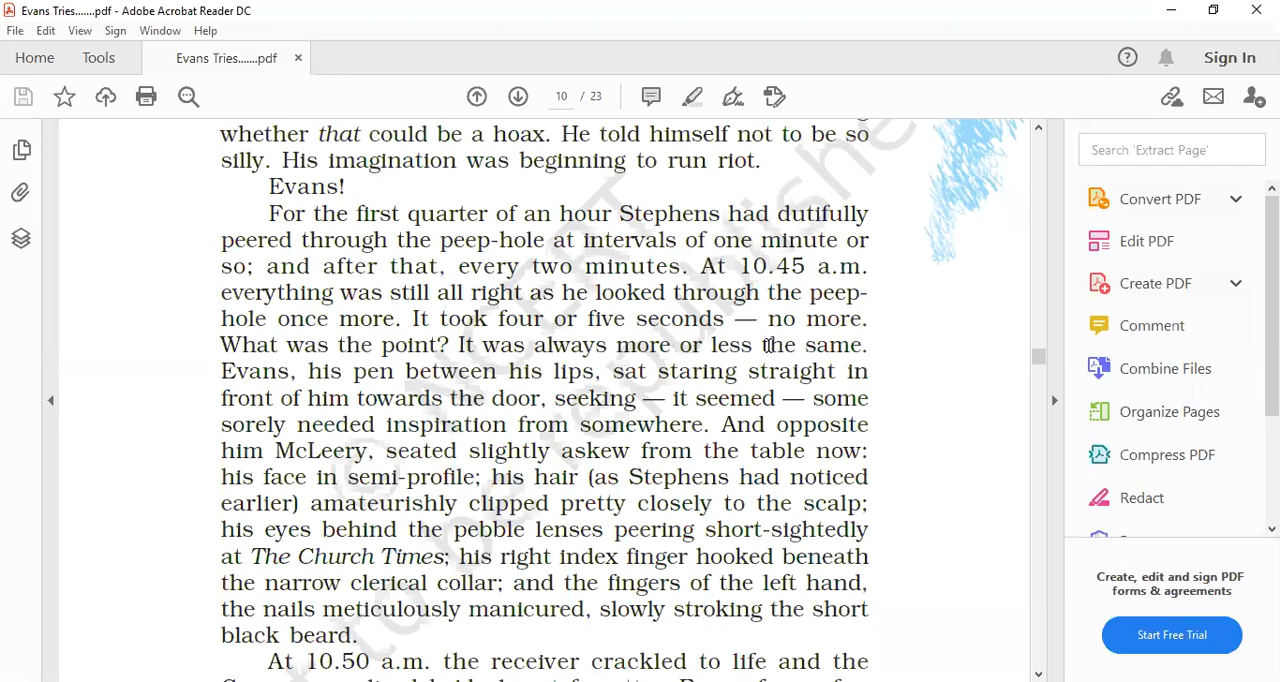 Evans Tries.......pdf - Adobe Acrobat Reader DC
File Edit View Sign Window Help
Home Tools Evans Tries.......pdf × Sign In
10 / 23
whether that could be a hoax. He told himself not to be so
silly. His imagination was beginning to run riot.
Evans!
For the first quarter of an hour Stephens had dutifully
peered through the peep-hole at intervals of one minute or
so; and after that, every two minutes. At 10.45 a.m.
everything was still all right as he looked through the peep-
hole once more. It took four or five seconds — no more.
What was the point? It was always more or less the same.
Evans, his pen between his lips, sat staring straight in
front of him towards the door, seeking — it seemed — some
sorely needed inspiration from somewhere. And opposite
him McLeery, seated slightly askew from the table now:
his face in semi-profile; his hair (as Stephens had noticed
earlier) amateurishly clipped pretty closely to the scalp;
his eyes behind the pebble lenses peering short-sightedly
at The Church Times; his right index finger hooked beneath
the narrow clerical collar; and the fingers of the left hand,
the nails meticulously manicured, slowly stroking the short
black beard.
At 10.50 a.m. the receiver crackled to life and the
© NCERT
not to be republished
Search 'Extract Page'
Convert PDF
Edit PDF
Create PDF
Comment
Combine Files
Organize Pages
Compress PDF
Redact
Create, edit and sign PDF
forms & agreements
Start Free Trial